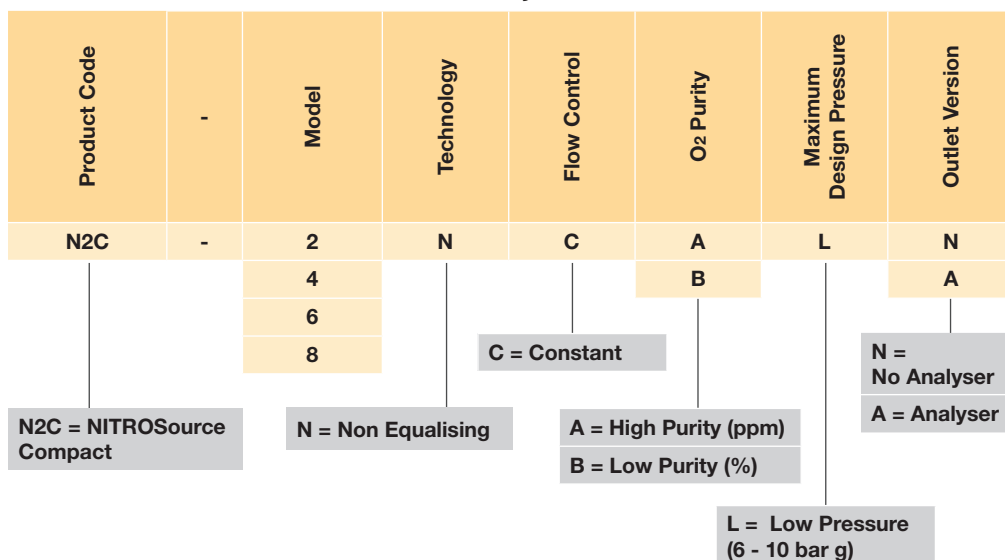 Product Code
-
Model
Technology
Flow Control
O2 Purity
Maximum
Design Pressure
Outlet Version
N2C - 2 N C A L N
4 B A
6
8
C = Constant
N =
No Analyser
A = Analyser
N2C = NITROSource
Compact
N = Non Equalising
A = High Purity (ppm)
B = Low Purity (%)
L = Low Pressure
(6 - 10 bar g)